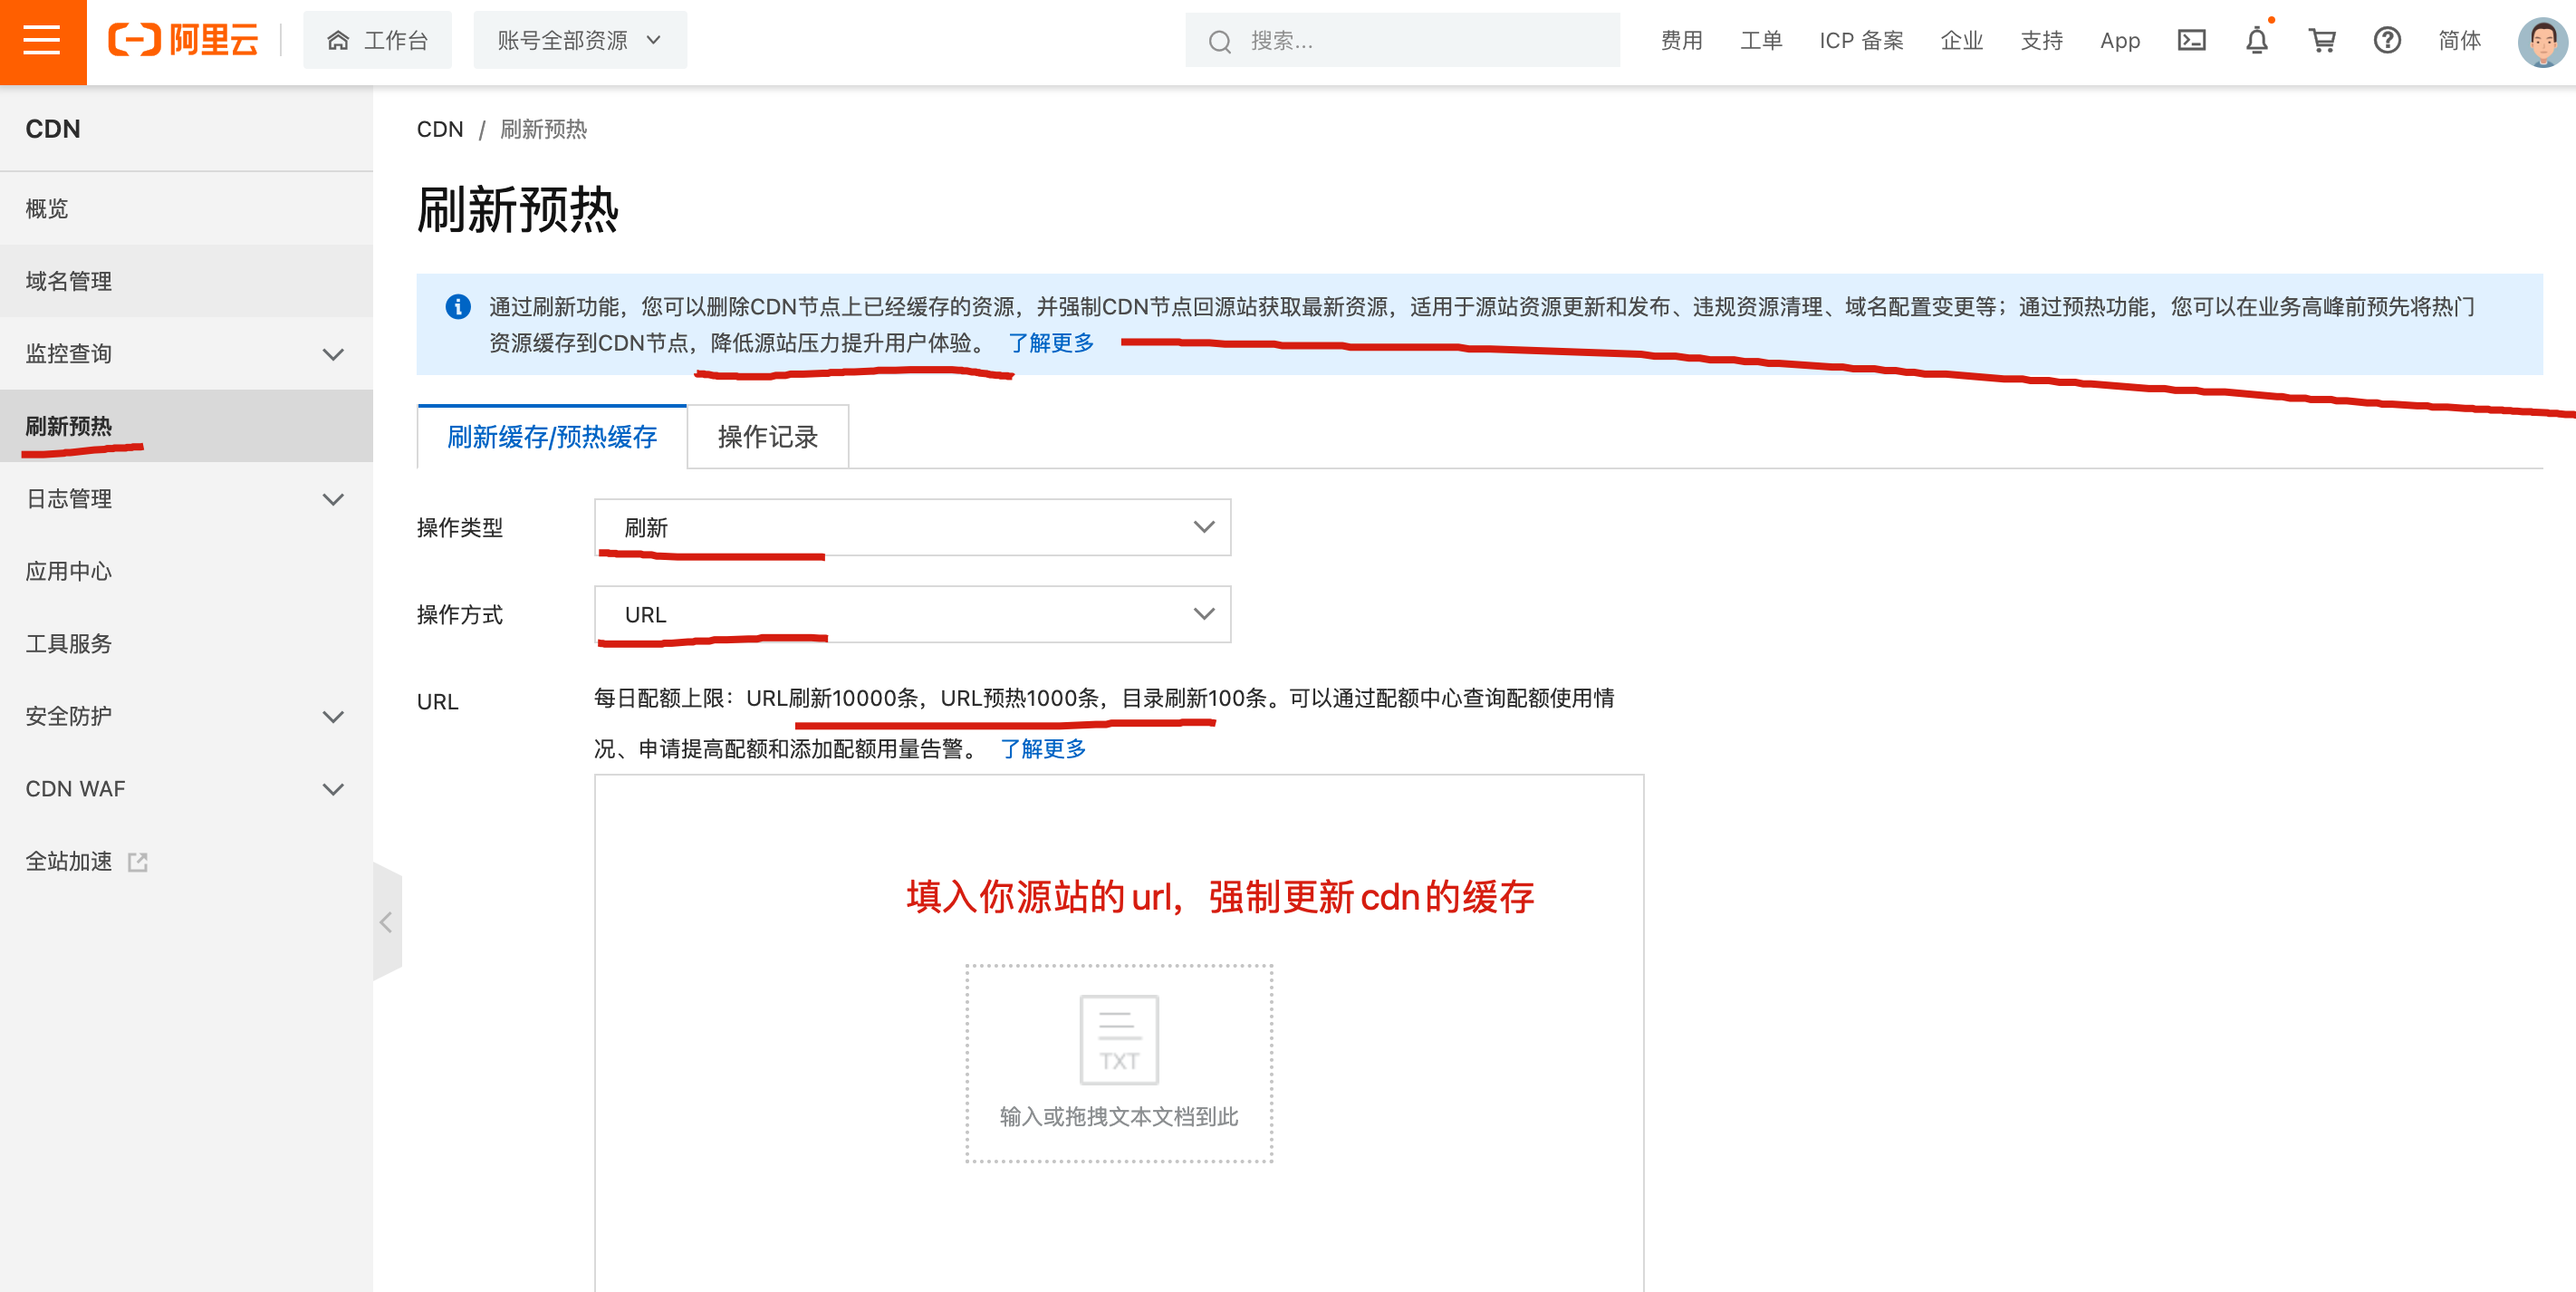 阿里云
工作台
账号全部资源
搜索...
费用
工单
ICP 备案
企业
支持
App
简体
CDN
概览
域名管理
监控查询
刷新预热
日志管理
应用中心
工具服务
安全防护
CDN WAF
全站加速
CDN / 刷新预热
刷新预热
通过刷新功能，您可以删除CDN节点上已经缓存的资源，并强制CDN节点回源站获取最新资源，适用于源站资源更新和发布、违规资源清理、域名配置变更等；通过预热功能，您可以在业务高峰前预先将热门
资源缓存到CDN节点，降低源站压力提升用户体验。 了解更多
刷新缓存/预热缓存
操作记录
操作类型
刷新
操作方式
URL
URL
每日配额上限：URL刷新10000条，URL预热1000条，目录刷新100条。可以通过配额中心查询配额使用情
况、申请提高配额和添加配额用量告警。 了解更多
填入你源站的url，强制更新cdn的缓存
TXT
输入或拖拽文本文档到此